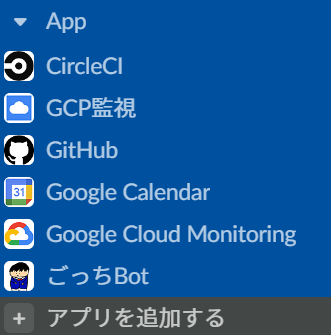 App
CircleCI
GCP監視
GitHub
31
Google Calendar
Google Cloud Monitoring
ごっちBot
アプリを追加する